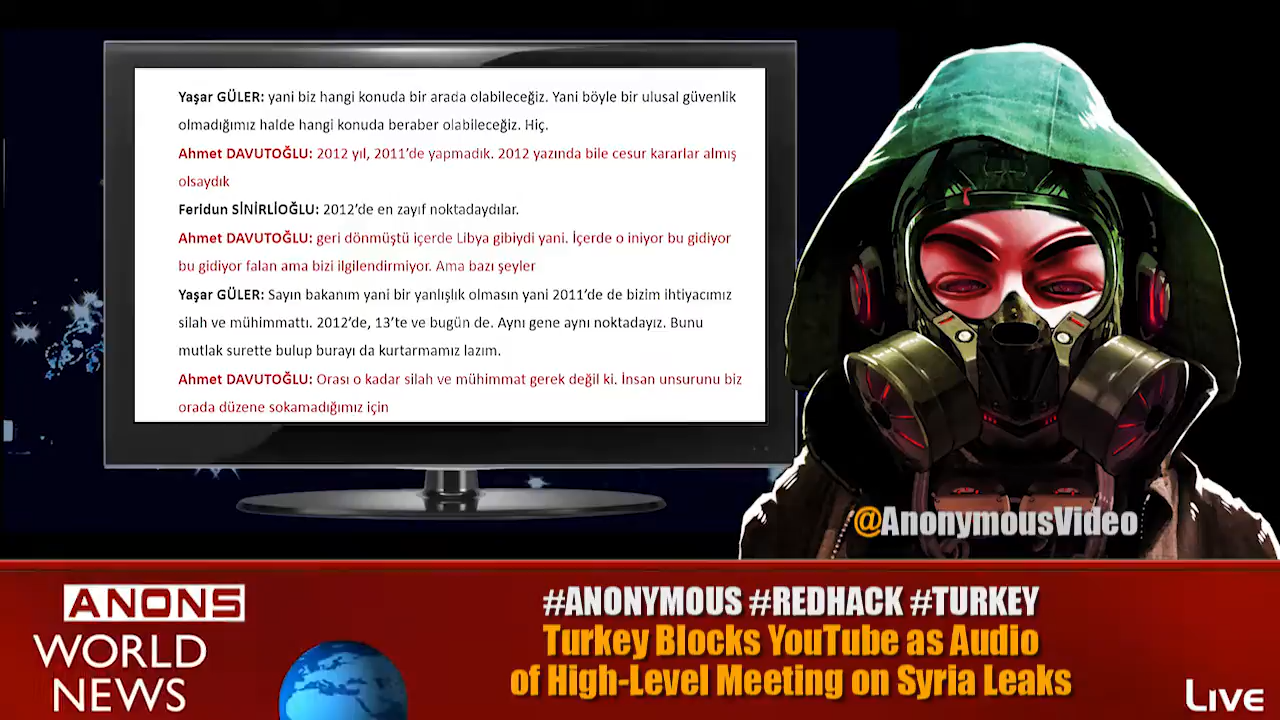 Yaşar GÜLER: yani biz hangi konuda bir arada olabileceğiz. Yani böyle bir ulusal güvenlik
olmadığımız halde hangi konuda beraber olabileceğiz. Hiç.
Ahmet DAVUTOĞLU: 2012 yıl, 2011’de yapmadık. 2012 yazında bile cesur kararlar almış
olsaydık
Feridun SİNİRLİOĞLU: 2012’de en zayıf noktadaydılar.
Ahmet DAVUTOĞLU: geri dönmüştü içerde Libya gibiydi yani. İçerde o iniyor bu gidiyor
bu gidiyor falan ama bizi ilgilendirmiyor. Ama bazı şeyler
Yaşar GÜLER: Sayın bakanım yani bir yanlışlık olmasın yani 2011’de de bizim ihtiyacımız
silah ve mühimmattı. 2012’de, 13’te ve bugün de. Aynı gene aynı noktadayız. Bunu
mutlak surette bulup burayı da kurtarmamız lazım.
Ahmet DAVUTOĞLU: Orası o kadar silah ve mühimmat gerek değil ki. İnsan unsurunu biz
orada düzene sokamadığımız için
@AnonymousVideo
ANONS
WORLD
NEWS
#ANONYMOUS #REDHACK #TURKEY
Turkey Blocks YouTube as Audio
of High-Level Meeting on Syria Leaks
LIVE